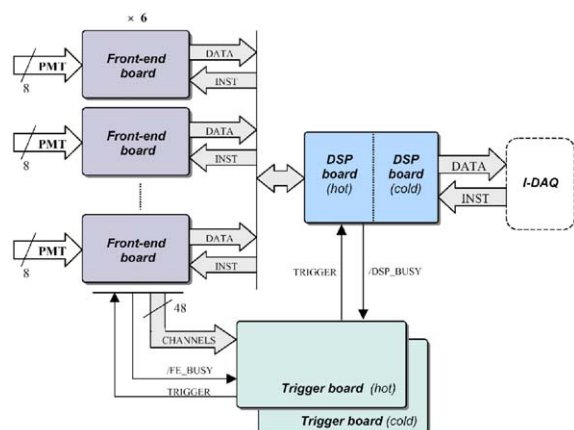 × 6
PMT
8
Front-end
board
DATA
INST
PMT
8
Front-end
board
DATA
INST
PMT
8
Front-end
board
DATA
INST
DSP
board
(hot)
DSP
board
(cold)
DATA
INST
I-DAQ
TRIGGER
/DSP_BUSY
48
CHANNELS
/FE_BUSY
TRIGGER
Trigger board (hot)
Trigger board (cold)